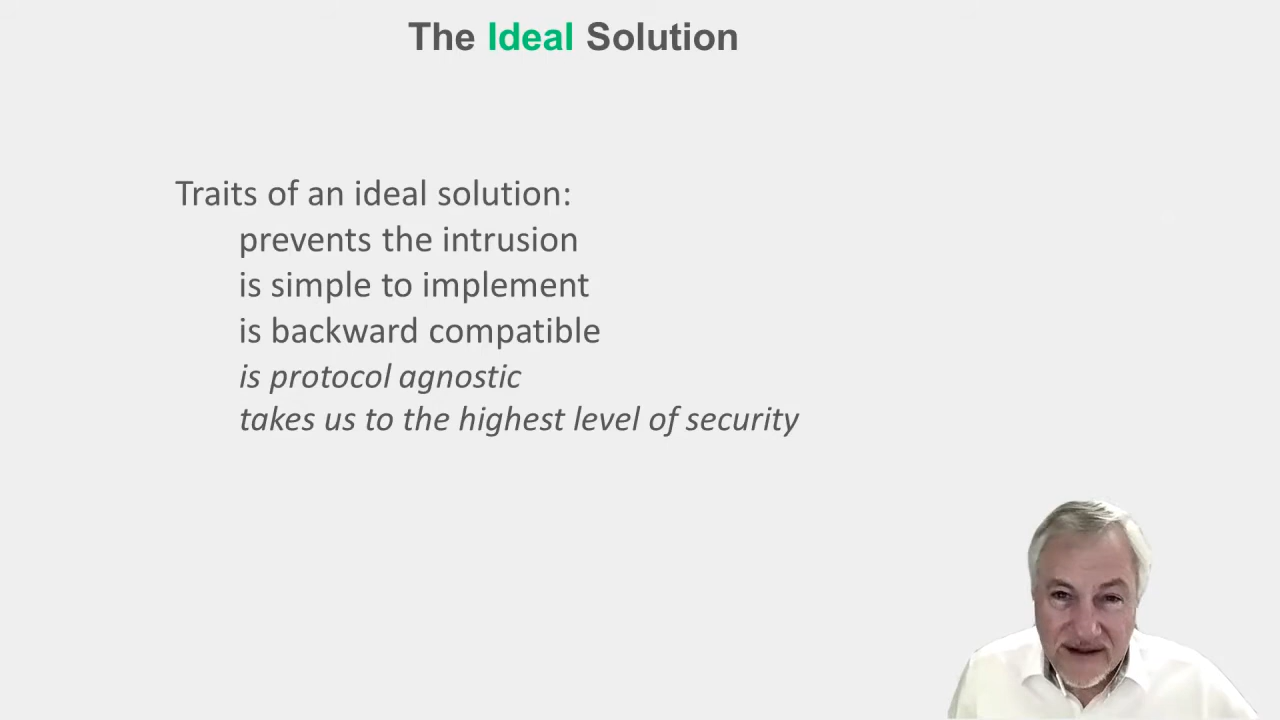 The Ideal Solution
Traits of an ideal solution:
prevents the intrusion
is simple to implement
is backward compatible
is protocol agnostic
takes us to the highest level of security